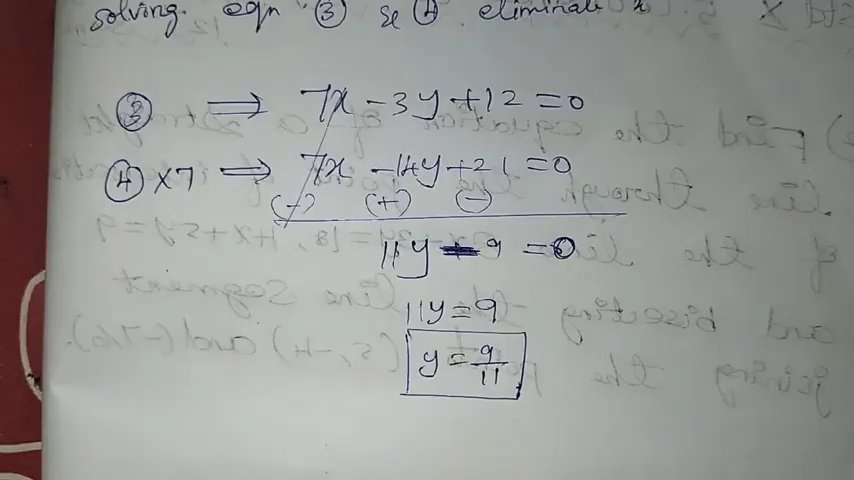 solving eqn ③ & ④ eliminate x
③ ⟹ 7x - 3y + 12 = 0
④ x 7 ⟹ 7x - 14y + 21 = 0
(-) (+) (-)
11y - 9 = 0
11y = 9
y = 9/11